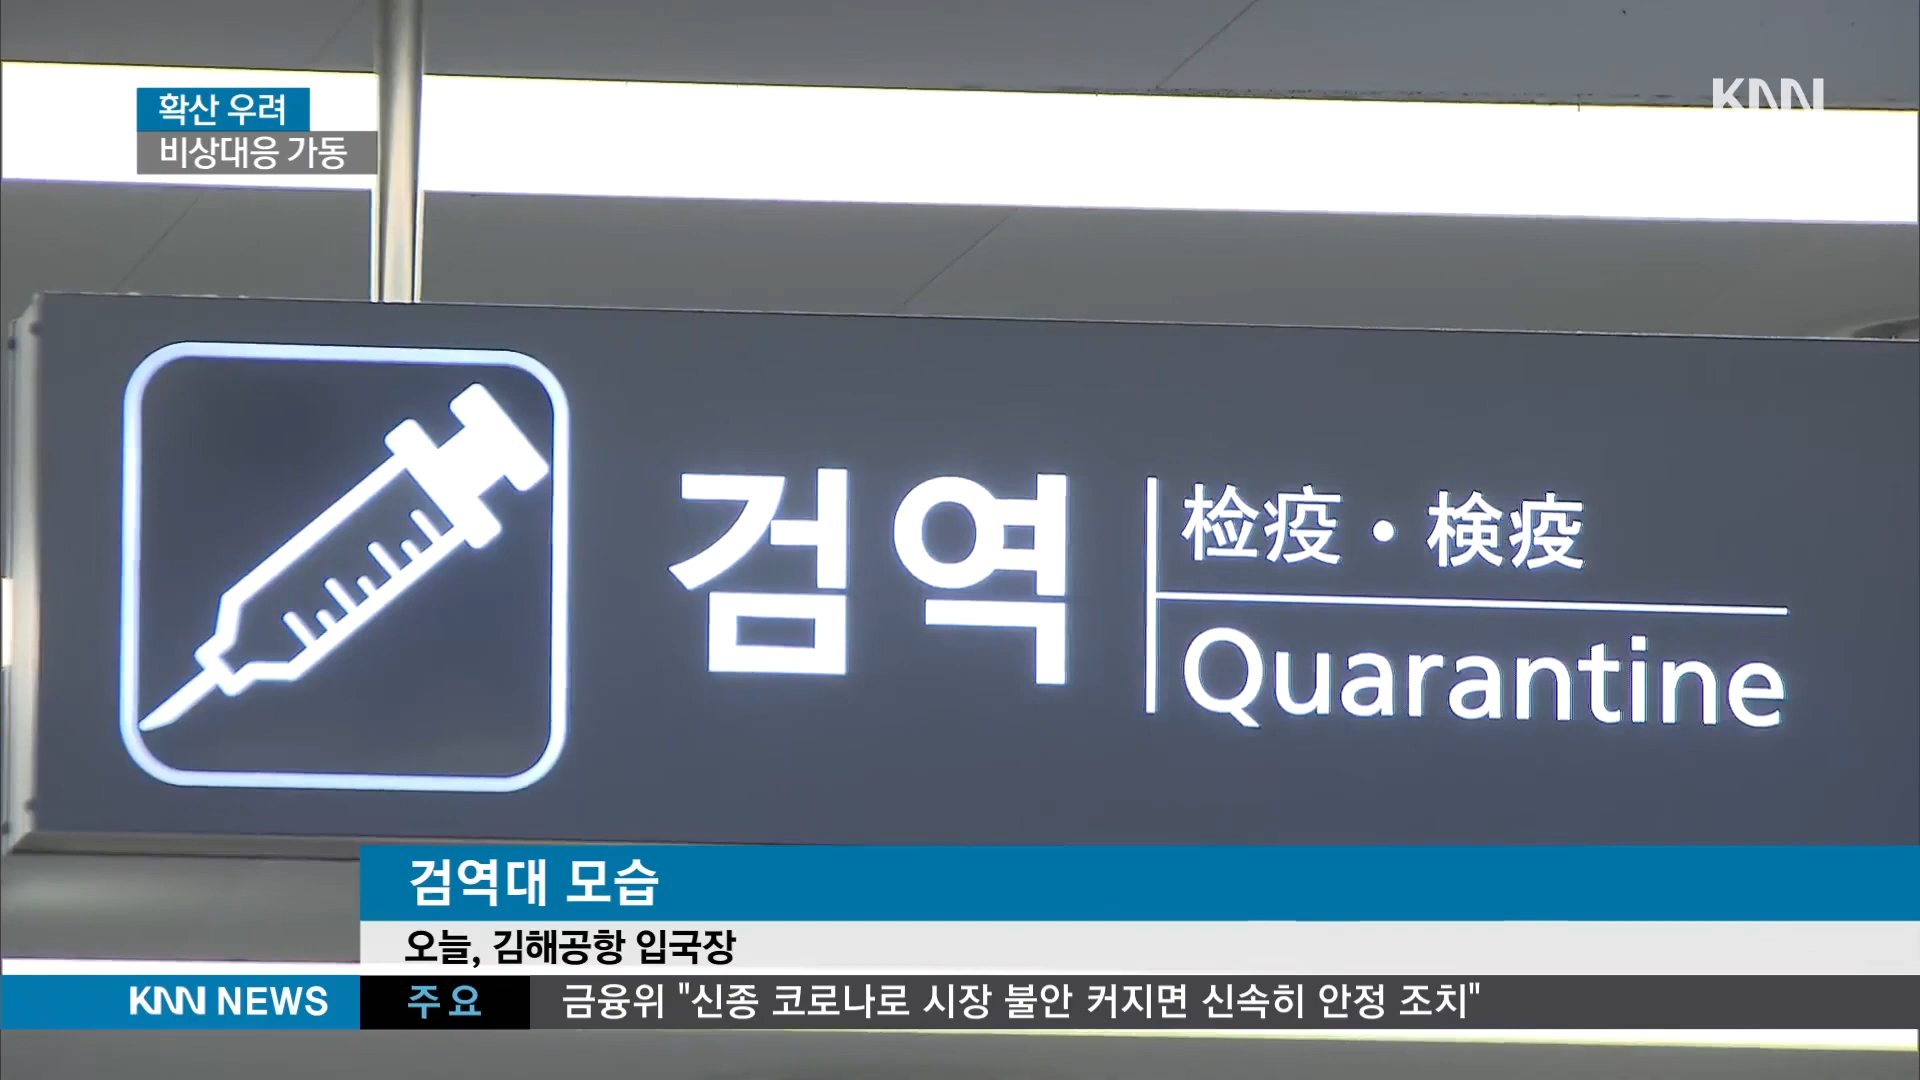 확산 우려
비상대응 가동
KNN
검역
检疫・検疫
Quarantine
검역대 모습
오늘, 김해공항 입국장
KNN NEWS
주요
금융위 "신종 코로나로 시장 불안 커지면 신속히 안정 조치"